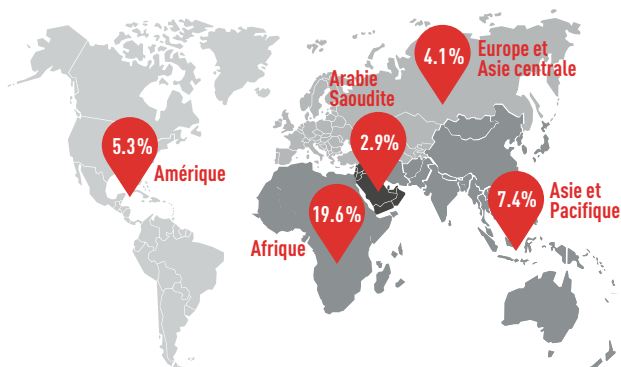 4.1%
Europe et
Asie centrale
Arabie
Saoudite
2.9%
5.3%
Amérique
19.6%
Afrique
7.4%
Asie et
Pacifique